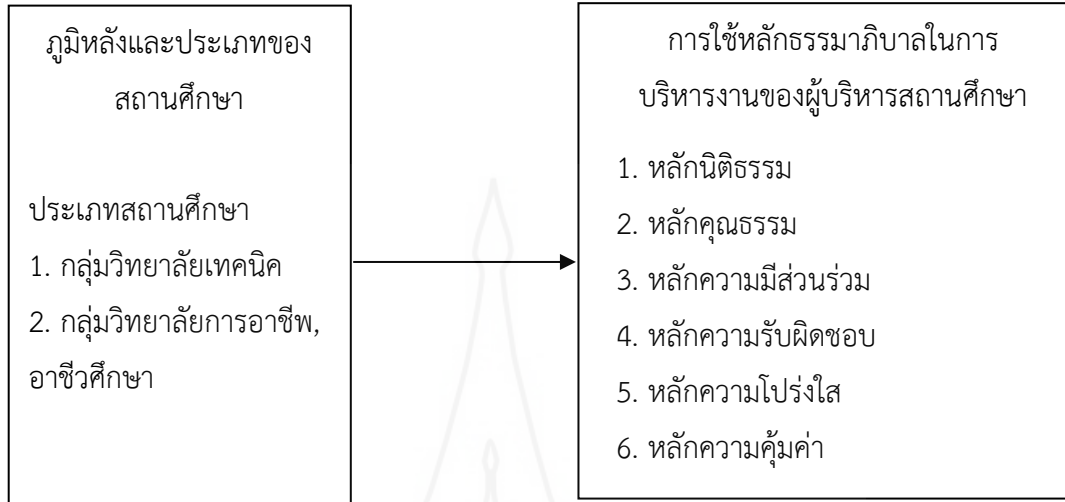 ภูมิหลังและประเภทของ
สถานศึกษา
ประเภทสถานศึกษา
1. กลุ่มวิทยาลัยเทคนิค
2. กลุ่มวิทยาลัยการอาชีพ,
อาชีวศึกษา
การใช้หลักธรรมาภิบาลในการ
บริหารงานของผู้บริหารสถานศึกษา
1. หลักนิติธรรม
2. หลักคุณธรรม
3. หลักความมีส่วนร่วม
4. หลักความรับผิดชอบ
5. หลักความโปร่งใส
6. หลักความคุ้มค่า